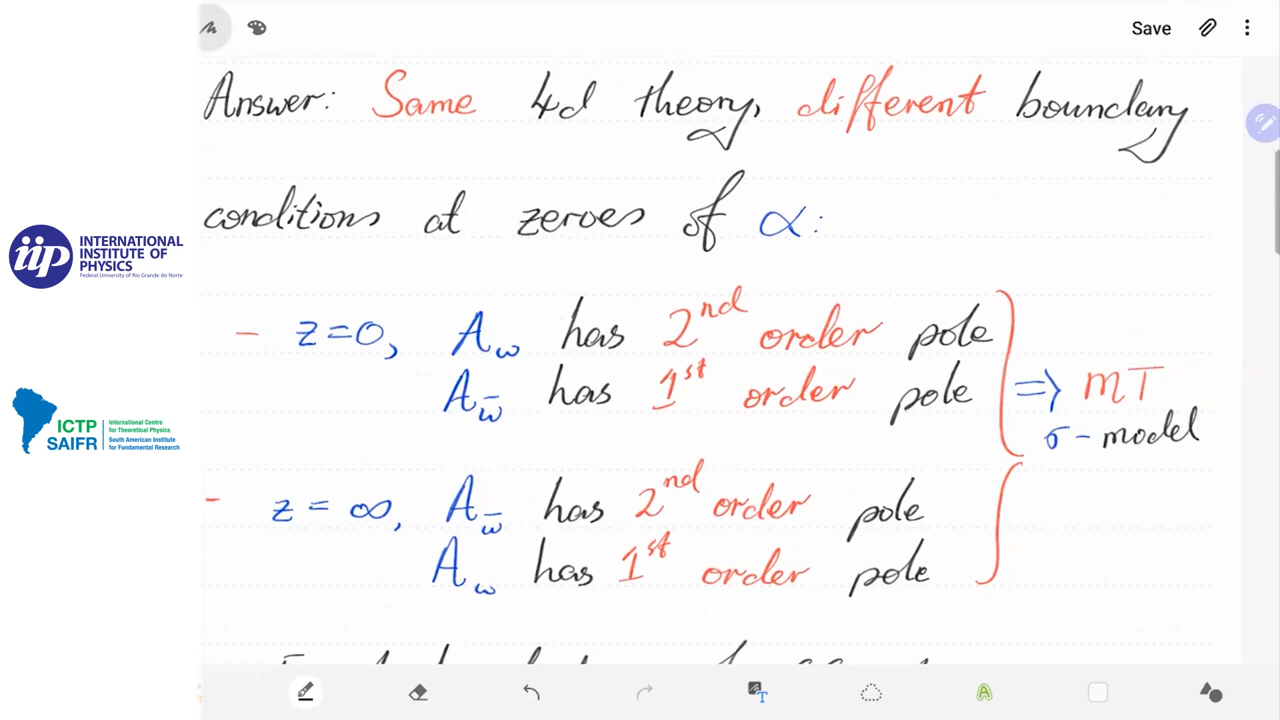 Save
Answer: Same 4d theory, different boundary
conditions at zeroes of α:
- z=0, A_ω has 2nd order pole
A_ω̄ has 1st order pole
=> mT
σ-model
- z = ∞, A_ω̄ has 2nd order pole
A_ω has 1st order pole
iip INTERNATIONAL
INSTITUTE OF
PHYSICS
Federal University of Rio Grande do Norte
ICTP
SAIFR
International Centre
for Theoretical Physics
South American Institute
for Fundamental Research
T
A